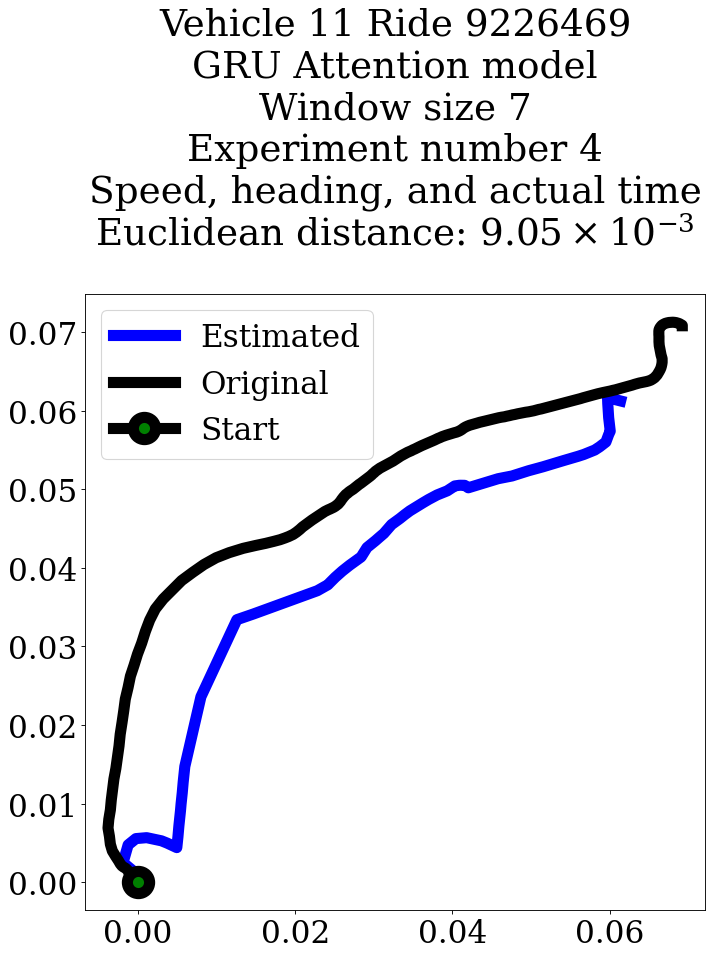 Vehicle 11 Ride 9226469
GRU Attention model
Window size 7
Experiment number 4
Speed, heading, and actual time
Euclidean distance: 9.05 × 10⁻³
Estimated
Original
Start
0.07
0.06
0.05
0.04
0.03
0.02
0.01
0.00
0.00 0.02 0.04 0.06